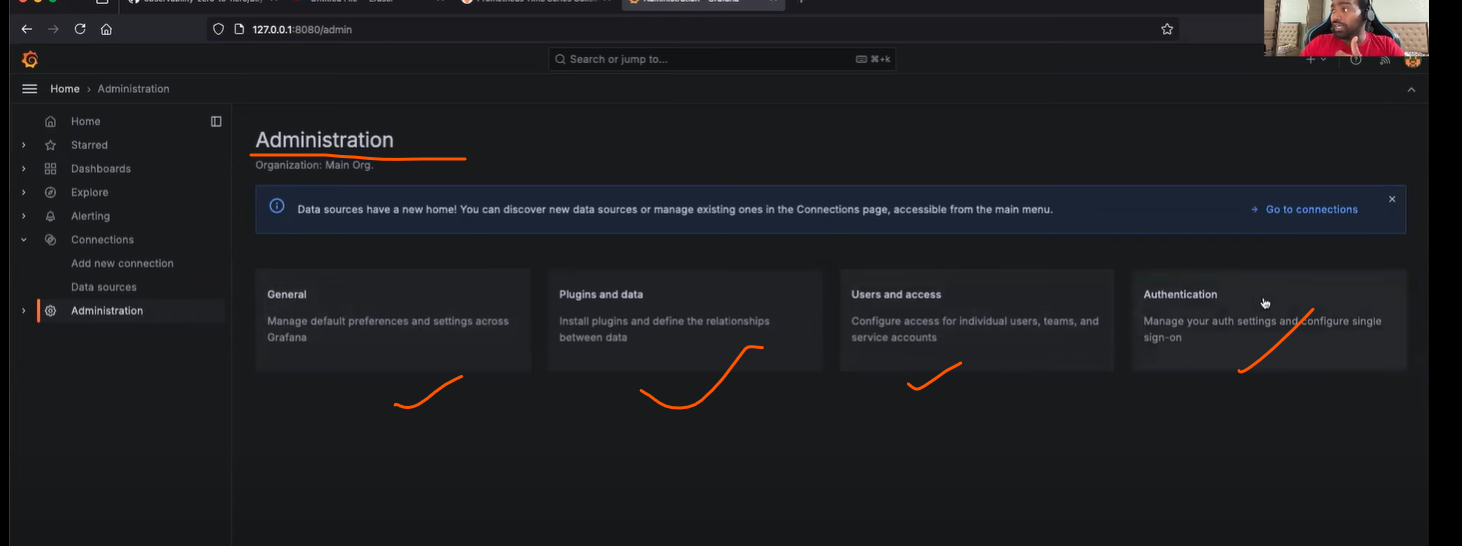 127.0.0.1:8080/admin
Search or jump to...
⌘+k
Home › Administration
Home
Starred
Dashboards
Explore
Alerting
Connections
Add new connection
Data sources
Administration
Administration
Organization: Main Org.
Data sources have a new home! You can discover new data sources or manage existing ones in the Connections page, accessible from the main menu.
Go to connections
General
Manage default preferences and settings across
Grafana
Plugins and data
Install plugins and define the relationships
between data
Users and access
Configure access for individual users, teams, and
service accounts
Authentication
Manage your auth settings and configure single
sign-on